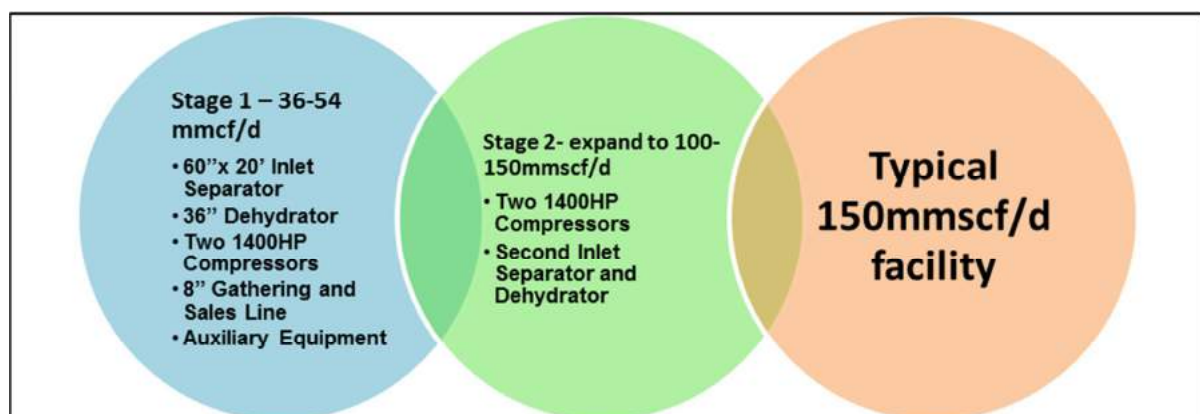 Stage 1 – 36-54
mmcf/d
• 60”x 20’ Inlet
Separator
• 36” Dehydrator
• Two 1400HP
Compressors
• 8” Gathering and
Sales Line
• Auxiliary Equipment
Stage 2- expand to 100-
150mmscf/d
• Two 1400HP
Compressors
• Second Inlet
Separator and
Dehydrator
Typical
150mmscf/d
facility